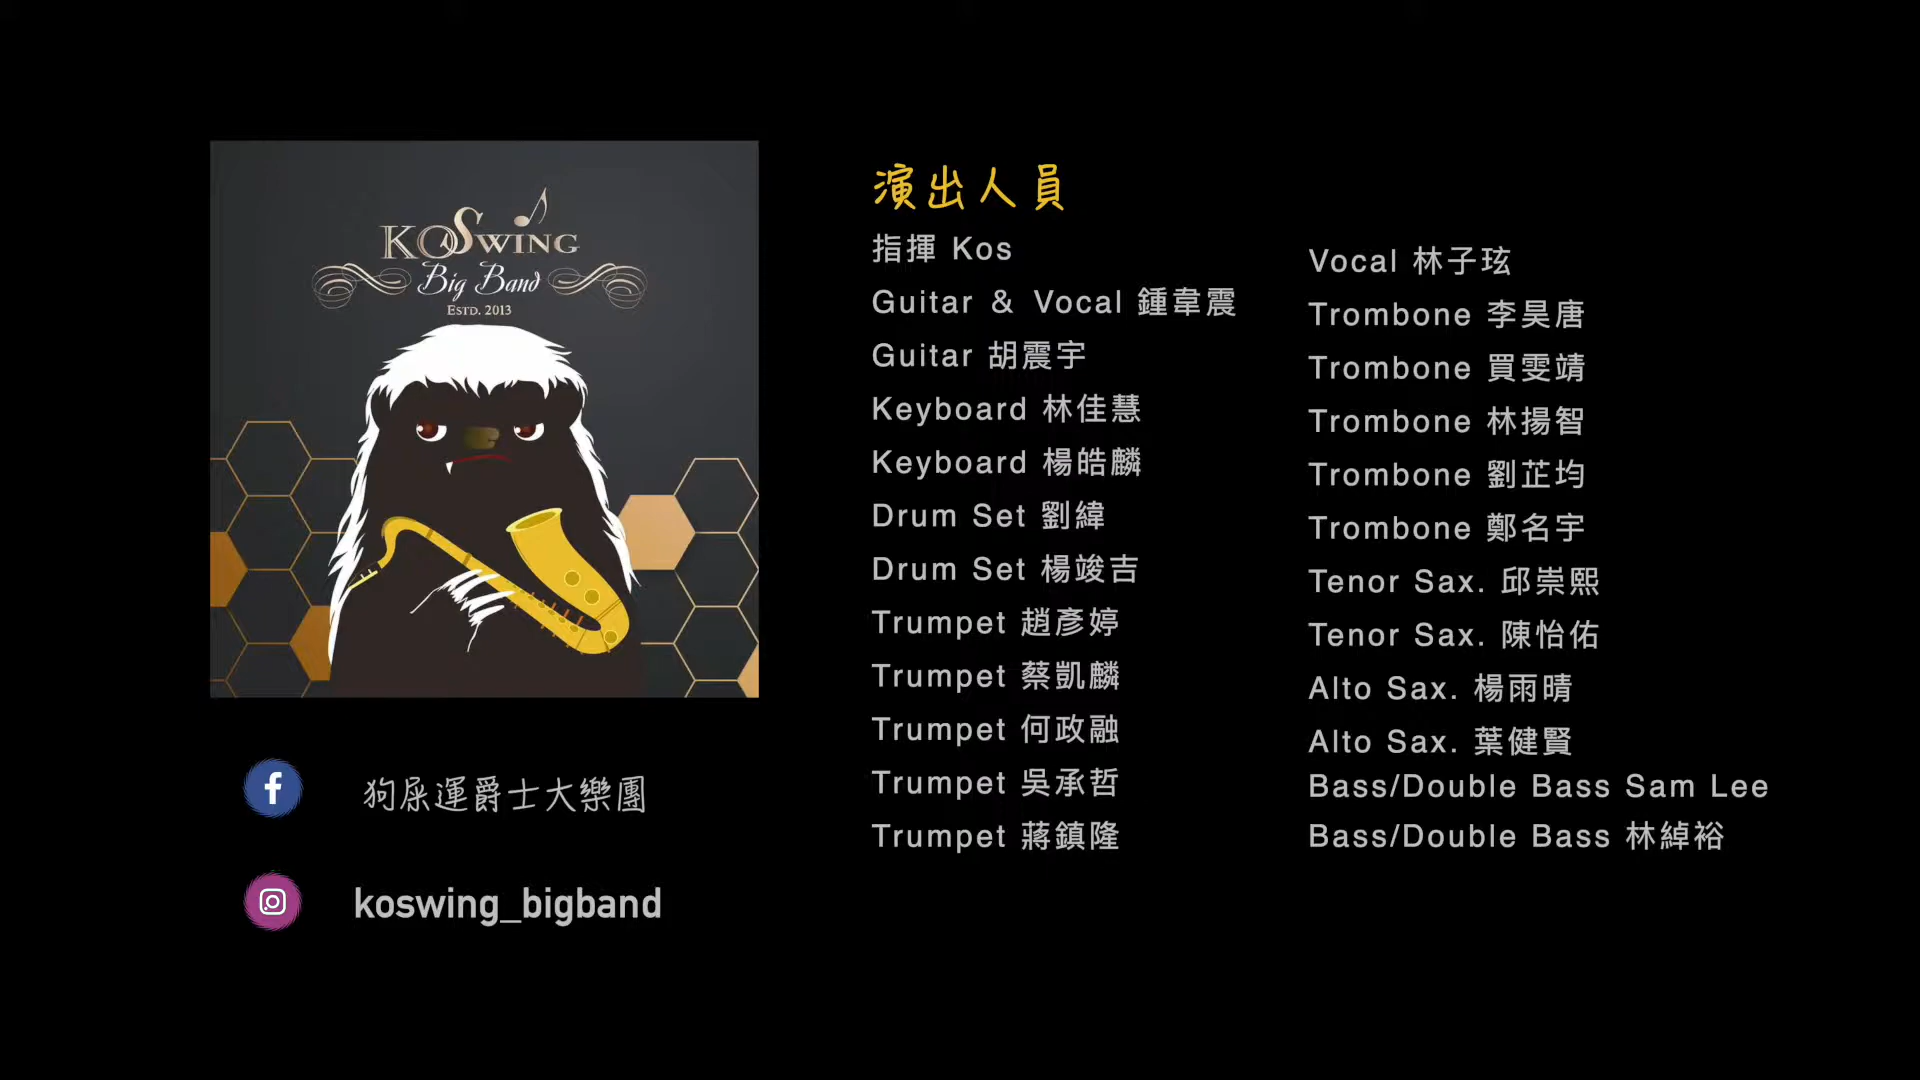 KOSWING
Big Band
ESTD. 2013
狗屎運爵士大樂團
koswing_bigband
演出人員
指揮 Kos
Guitar & Vocal 鍾韋震
Guitar 胡震宇
Keyboard 林佳慧
Keyboard 楊皓麟
Drum Set 劉緯
Drum Set 楊竣吉
Trumpet 趙彥婷
Trumpet 蔡凱麟
Trumpet 何政融
Trumpet 吳承哲
Trumpet 蔣鎮隆
Vocal 林子玹
Trombone 李昊唐
Trombone 買雯靖
Trombone 林揚智
Trombone 劉芷均
Trombone 鄭名宇
Tenor Sax. 邱崇熙
Tenor Sax. 陳怡佑
Alto Sax. 楊雨晴
Alto Sax. 葉健賢
Bass/Double Bass Sam Lee
Bass/Double Bass 林綽裕